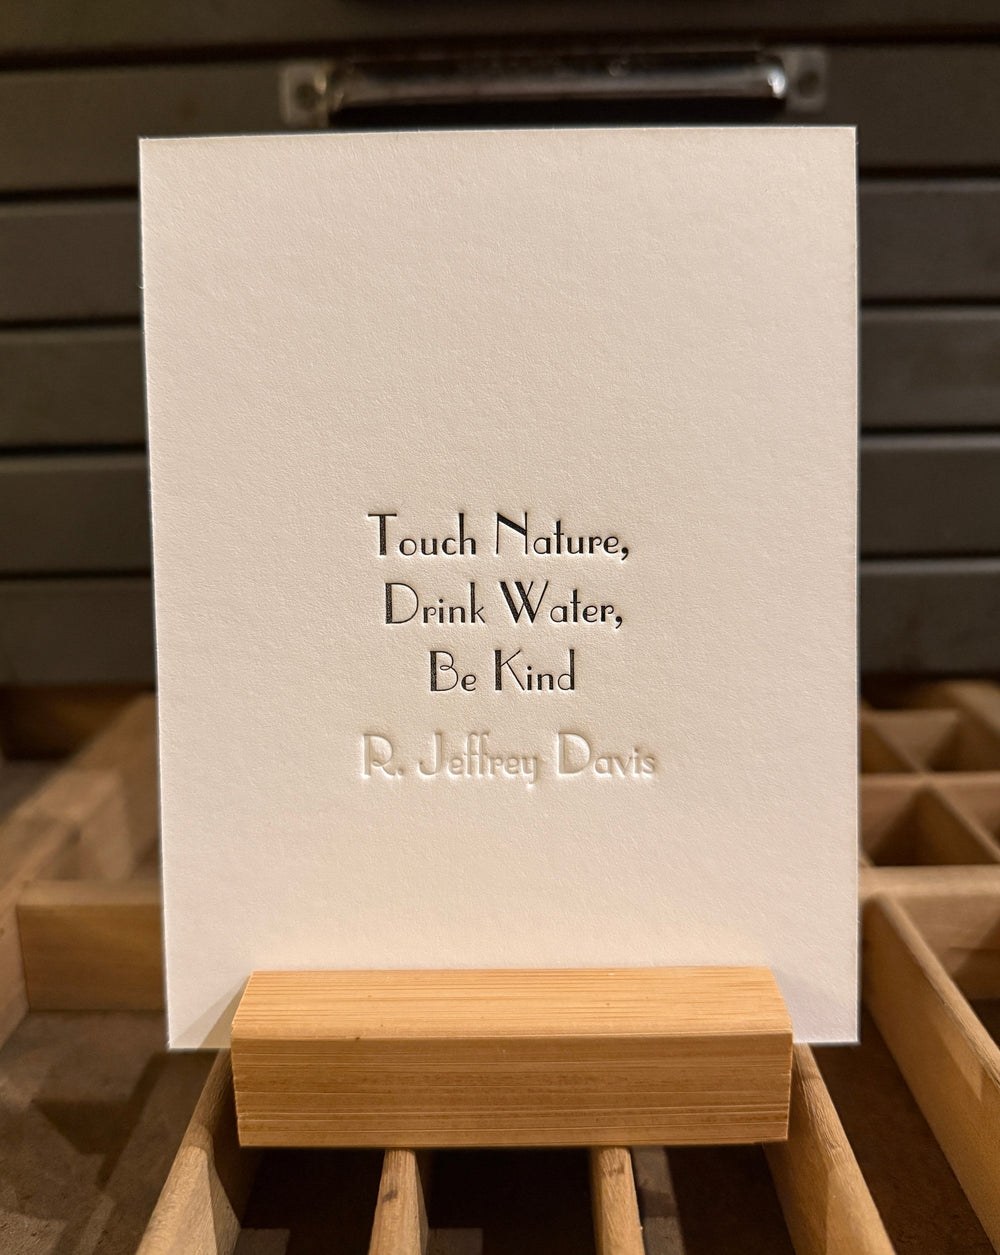 Touch Nature,
Drink Water,
Be Kind
R. Jeffrey Davis